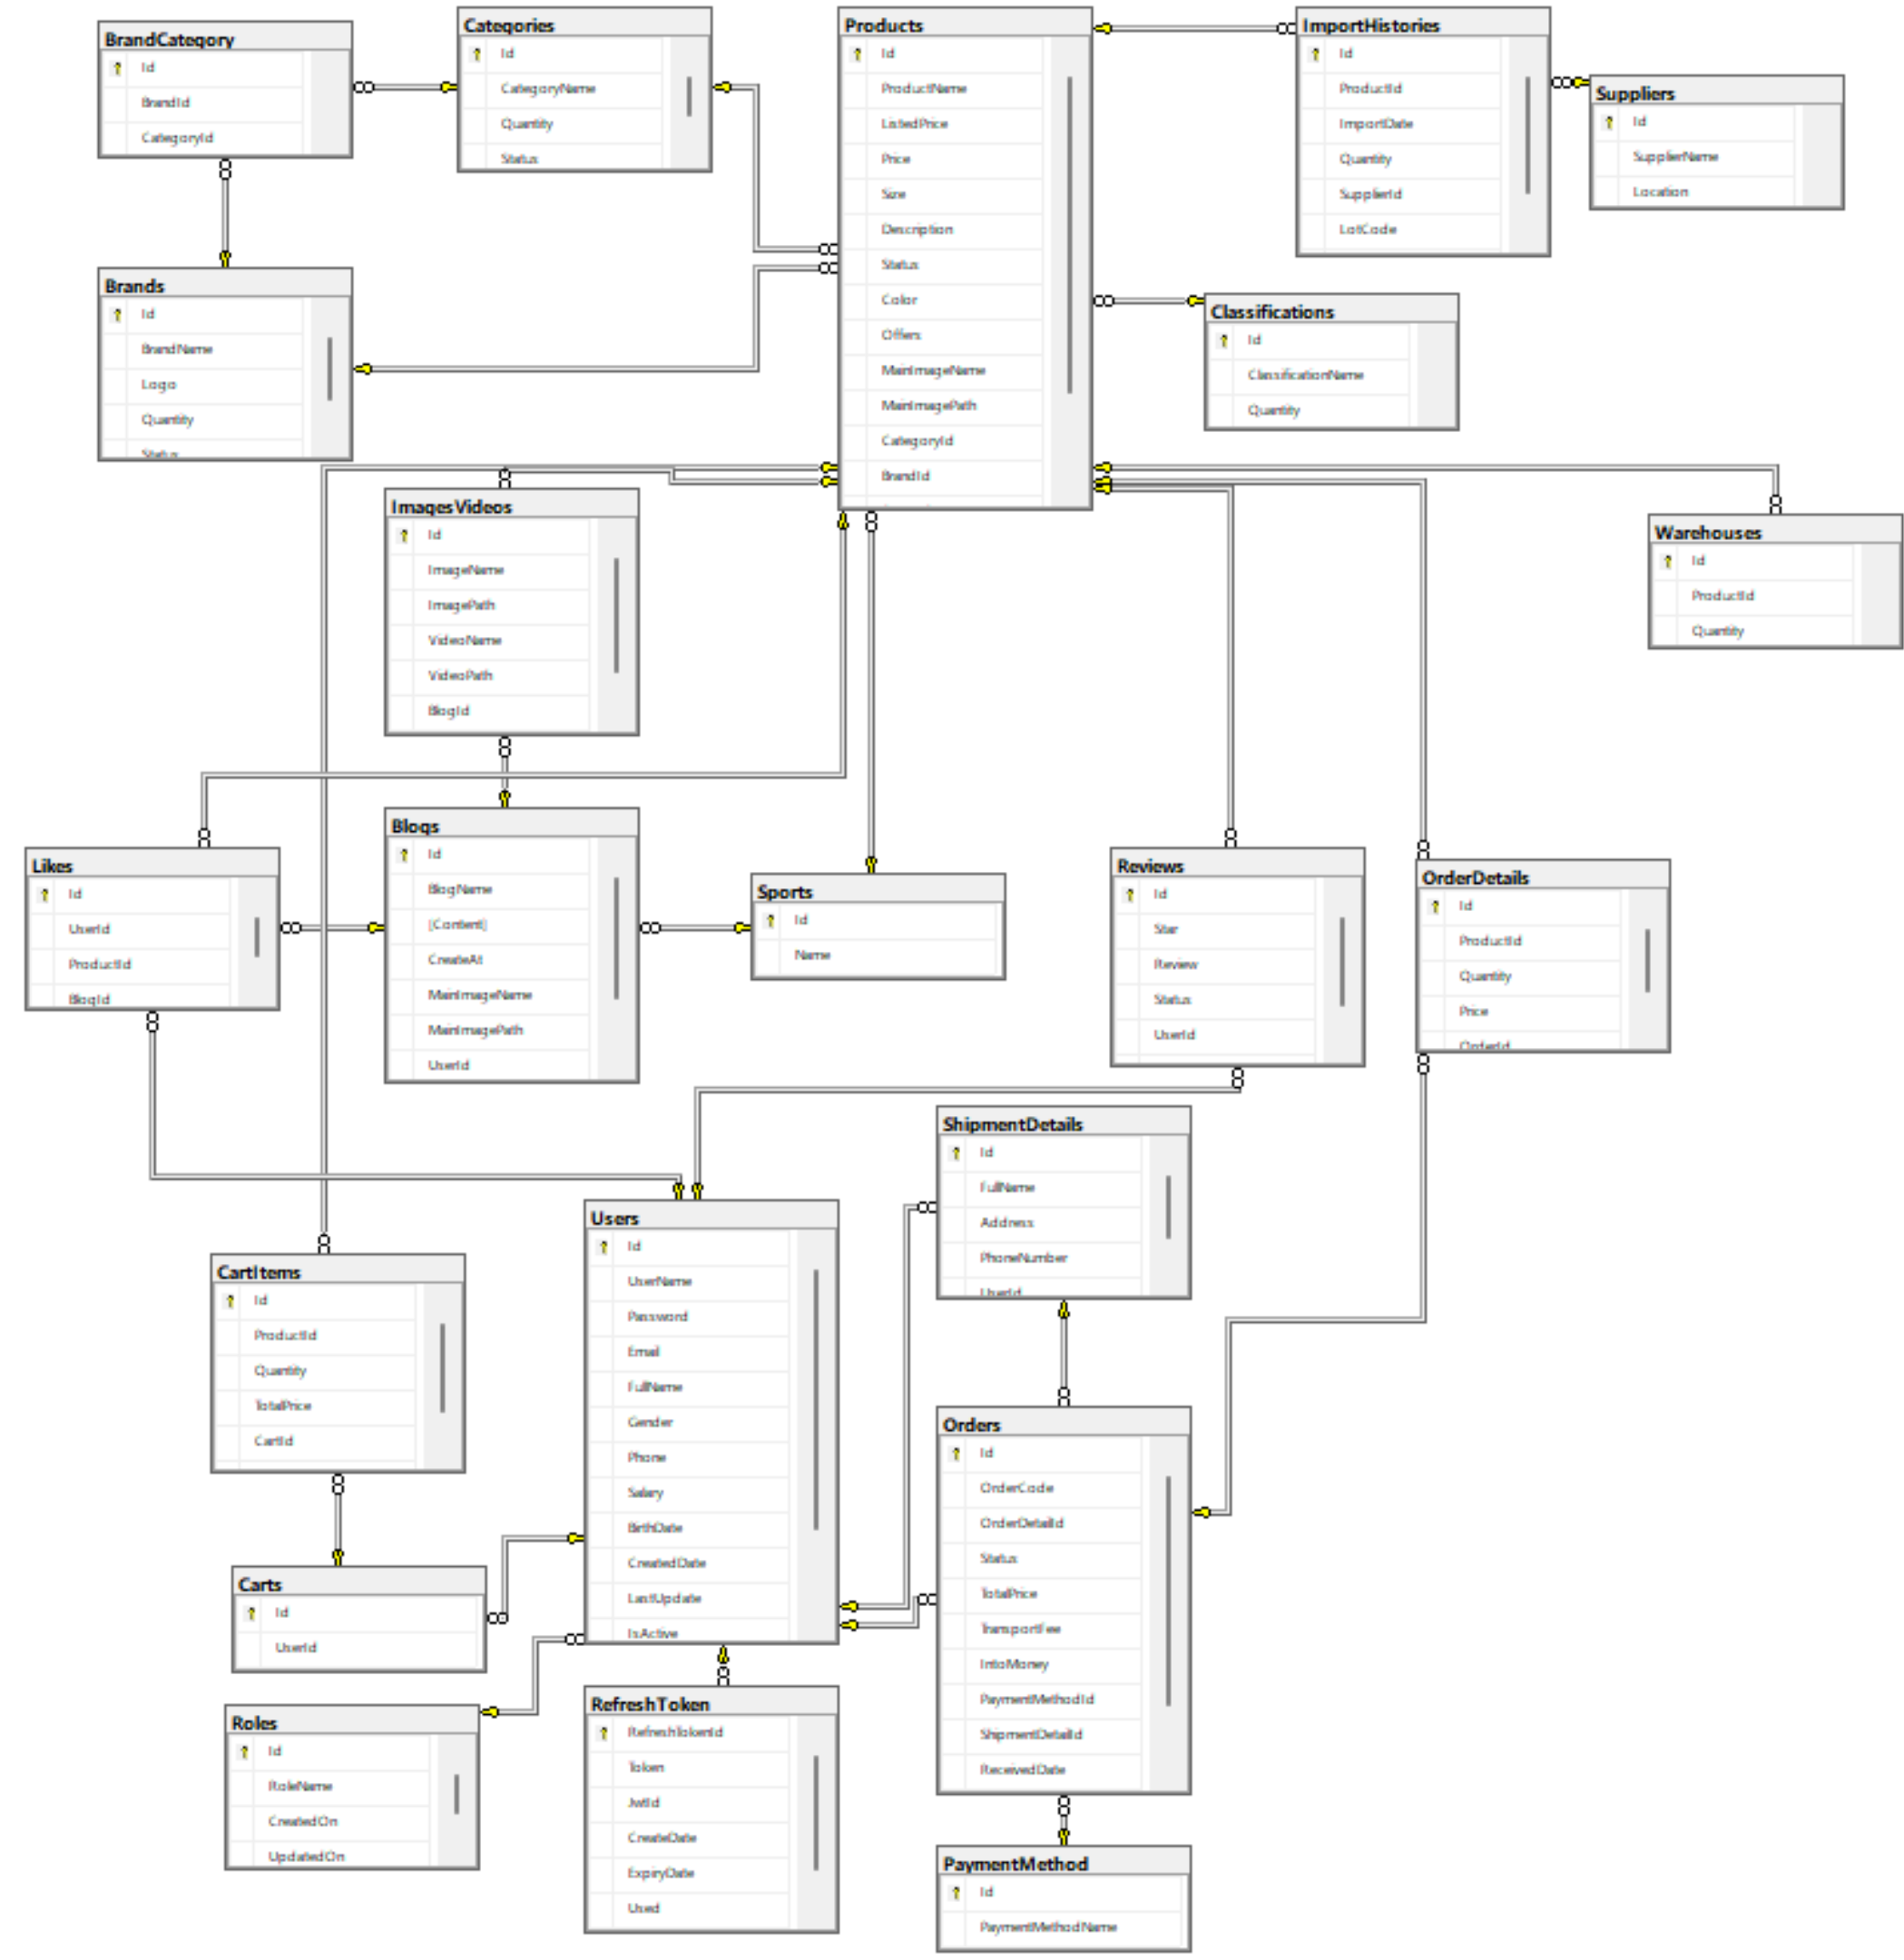 BrandCategory
Id
BrandId
CategoryId
Categories
Id
CategoryName
Quantity
Status
Products
Id
ProductName
ListedPrice
Price
Size
Description
Status
Color
Offers
MainImageName
MainImagePath
CategoryId
BrandId
ImportHistories
Id
ProductId
ImportDate
Quantity
SupplierId
LotCode
Suppliers
Id
SupplierName
Location
Brands
Id
BrandName
Logo
Quantity
Status
Classifications
Id
ClassificationName
Quantity
ImagesVideos
Id
ImageName
ImagePath
VideoName
VideoPath
BlogId
Warehouses
Id
ProductId
Quantity
Likes
Id
UserId
ProductId
BlogId
Blogs
Id
BlogName
[Content]
CreateAt
MainImageName
MainImagePath
UserId
Sports
Id
Name
Reviews
Id
Star
Review
Status
UserId
OrderDetails
Id
ProductId
Quantity
Price
OrderId
ShipmentDetails
Id
FullName
Address
PhoneNumber
UserId
Users
Id
UserName
Password
Email
FullName
Gender
Phone
Salary
BirthDate
CreatedDate
LastUpdate
IsActive
CartItems
Id
ProductId
Quantity
TotalPrice
CartId
Orders
Id
OrderCode
OrderDetailId
Status
TotalPrice
TransportFee
IntoMoney
PaymentMethodId
ShipmentDetailId
ReceivedDate
Carts
Id
UserId
Roles
Id
RoleName
CreatedOn
UpdatedOn
RefreshToken
RefreshTokenId
Token
JwtId
CreateDate
ExpiryDate
Used
PaymentMethod
Id
PaymentMethodName